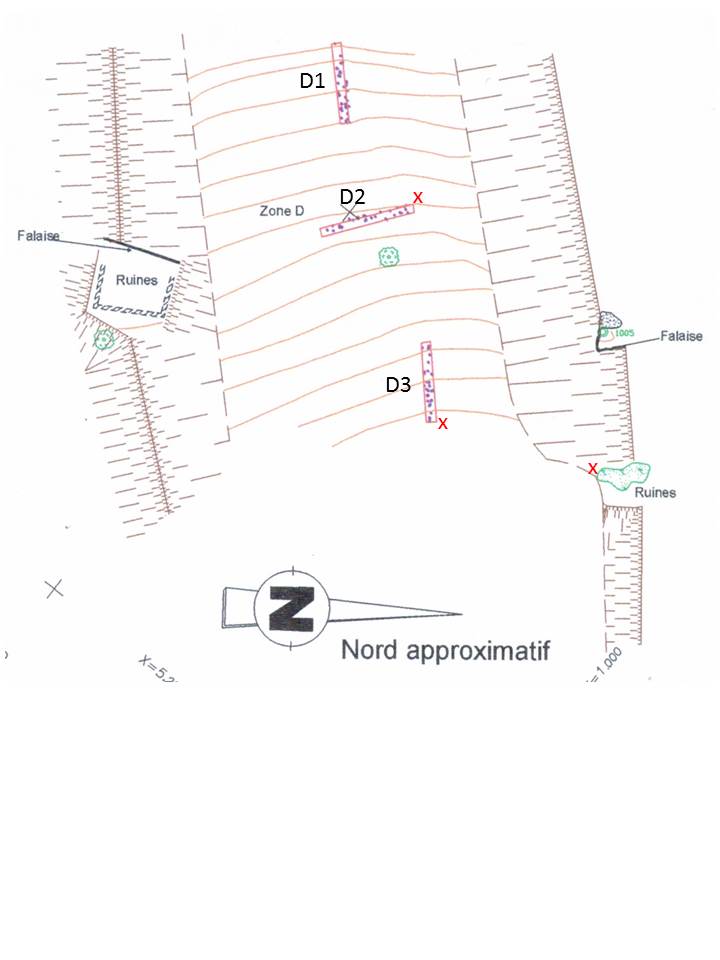 D1
Zone D
D2
x
Falaise
Ruines
1005
Falaise
D3
x
x
Ruines
N
Nord approximatif
X=5.2
=1.000